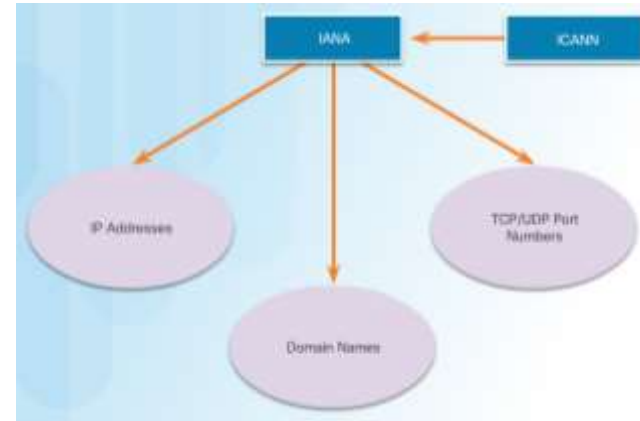 IANA
ICANN
IP Addresses
TCP/UDP Port
Numbers
Domain Names